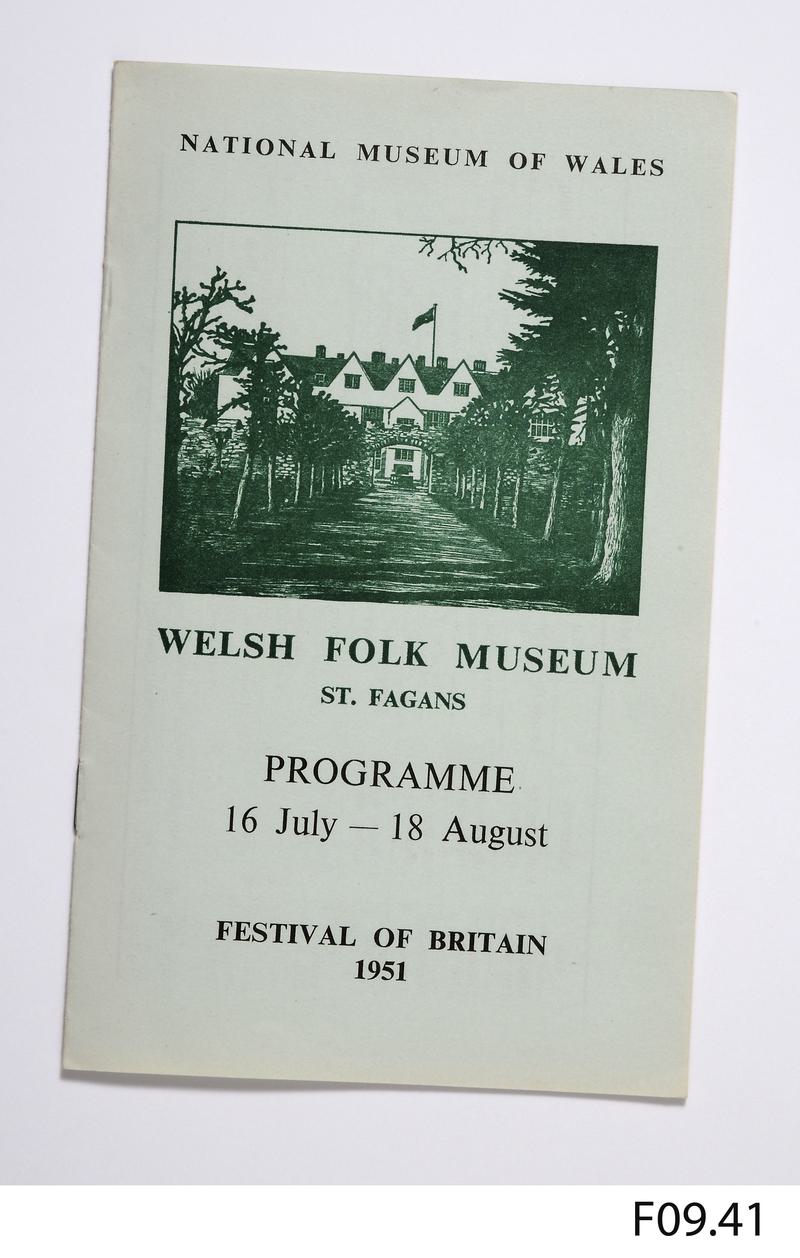 NATIONAL MUSEUM OF WALES
WELSH FOLK MUSEUM
ST. FAGANS
PROGRAMME
16 July — 18 August
FESTIVAL OF BRITAIN
1951
F09.41